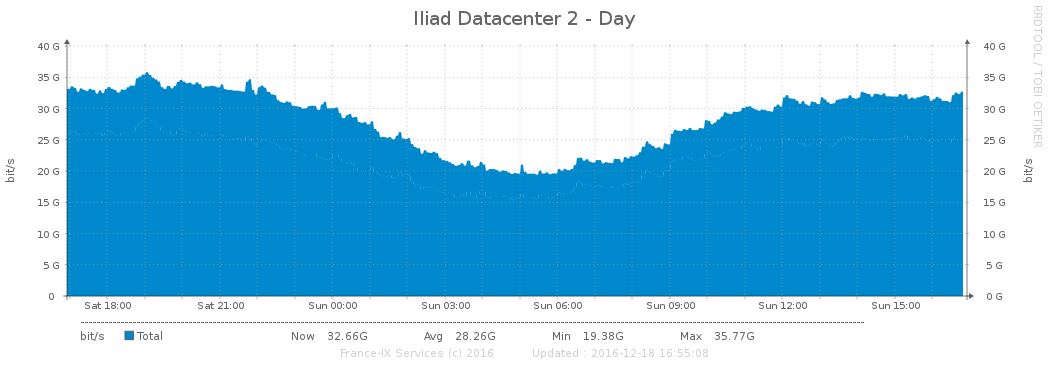 Iliad Datacenter 2 - Day
RRDTOOL / TOBI OETIKER
40 G 40 G
35 G 35 G
30 G 30 G
25 G 25 G
20 G 20 G
15 G 15 G
10 G 10 G
5 G 5 G
0 0 G
bit/s
bit/s
Sat 18:00 Sat 21:00 Sun 00:00 Sun 03:00 Sun 06:00 Sun 09:00 Sun 12:00 Sun 15:00
bit/s Total Now 32.66G Avg 28.26G Min 19.38G Max 35.77G
France-IX Services (c) 2016 Updated : 2016-12-18 16:55:08